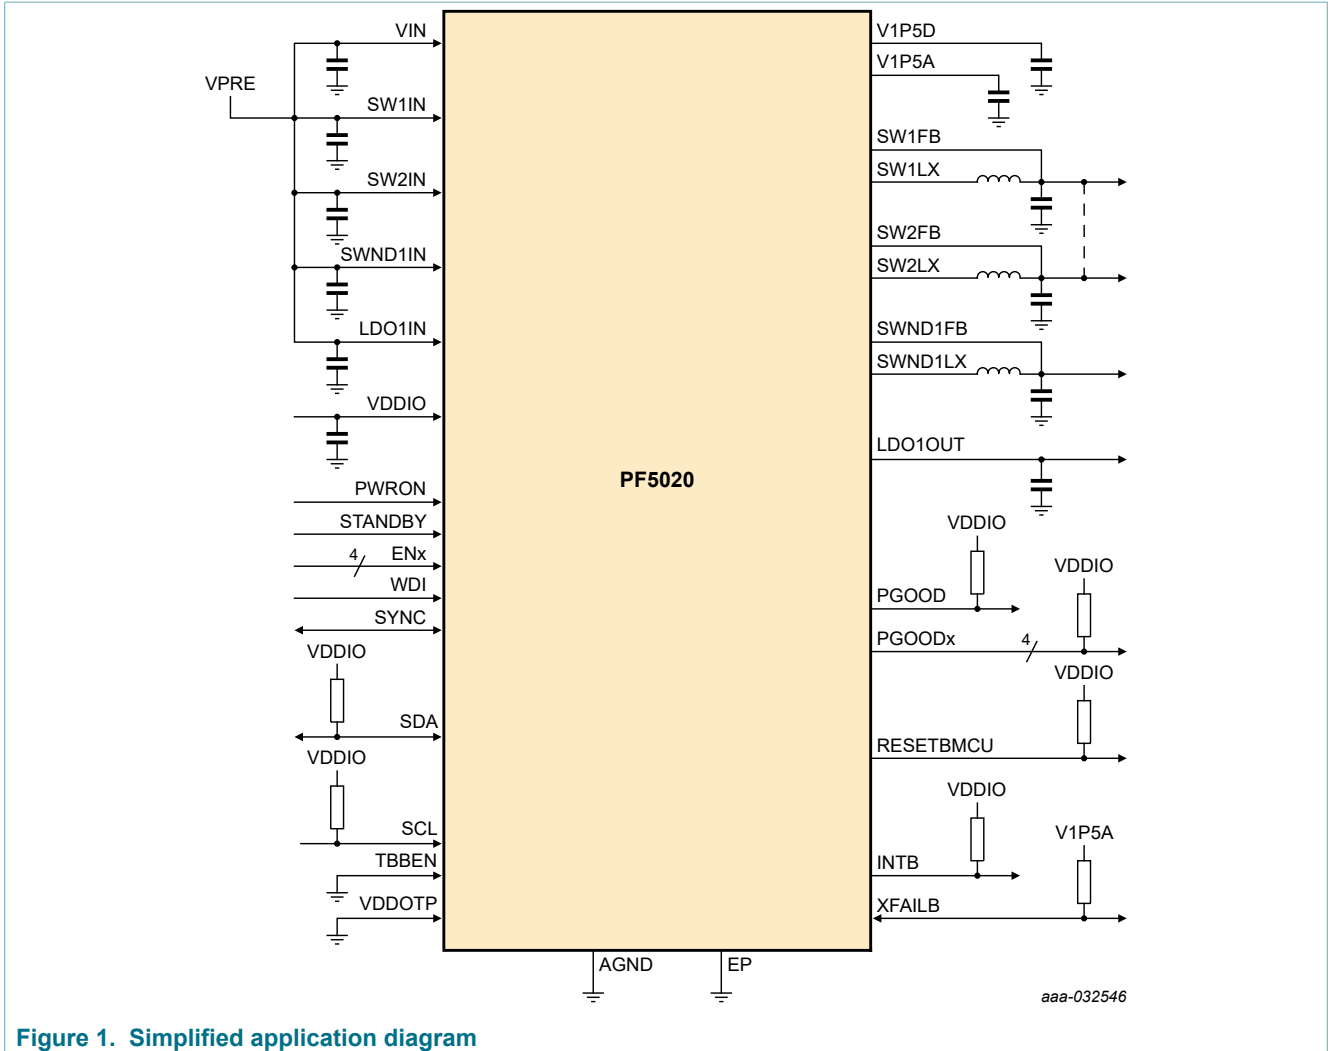 VIN
VPRE
SW1IN
SW2IN
SWND1IN
LDO1IN
VDDIO
PWRON
STANDBY
4 ENx
WDI
SYNC
VDDIO
SDA
VDDIO
SCL
TBBEN
VDDOTP
PF5020
AGND
EP
V1P5D
V1P5A
SW1FB
SW1LX
SW2FB
SW2LX
SWND1FB
SWND1LX
LDO1OUT
VDDIO
PGOOD
VDDIO
PGOODx 4
VDDIO
RESETBMCU
VDDIO
INTB
V1P5A
XFAILB
aaa-032546
Figure 1. Simplified application diagram